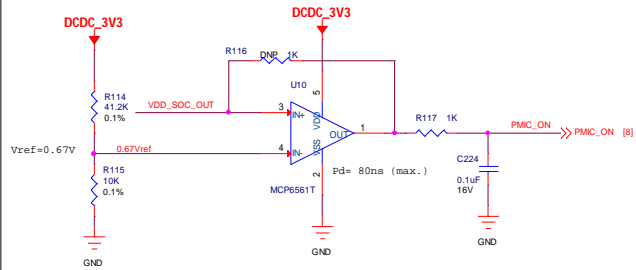 DCDC_3V3
DCDC_3V3
R116
DNP 1K
R114
41.2K
0.1%
VDD_SOC_OUT
U10
5
3
IN+
VDD
OUT
1
R117 1K
PMIC_ON
PMIC_ON [8]
Vref=0.67V
0.67Vref
4
IN-
VSS
2
Pd= 80ns (max.)
C224
0.1uF
16V
R115
10K
0.1%
MCP6561T
GND
GND
GND